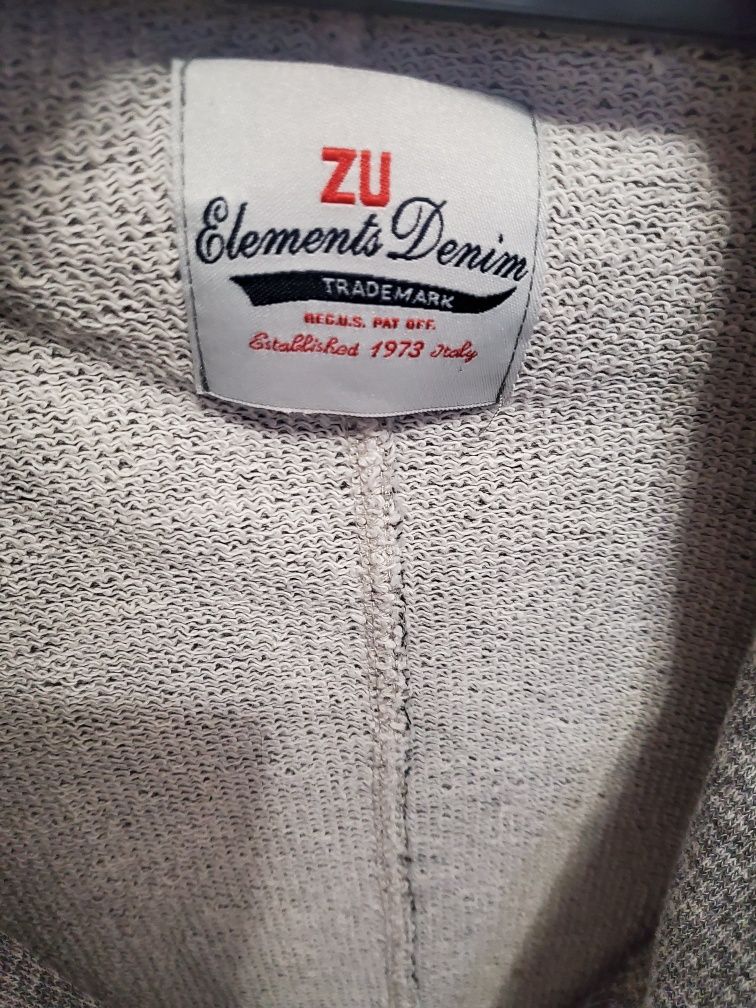 ZU
Elements Denim
TRADEMARK
REG.U.S. PAT OFF.
Established 1973 Italy